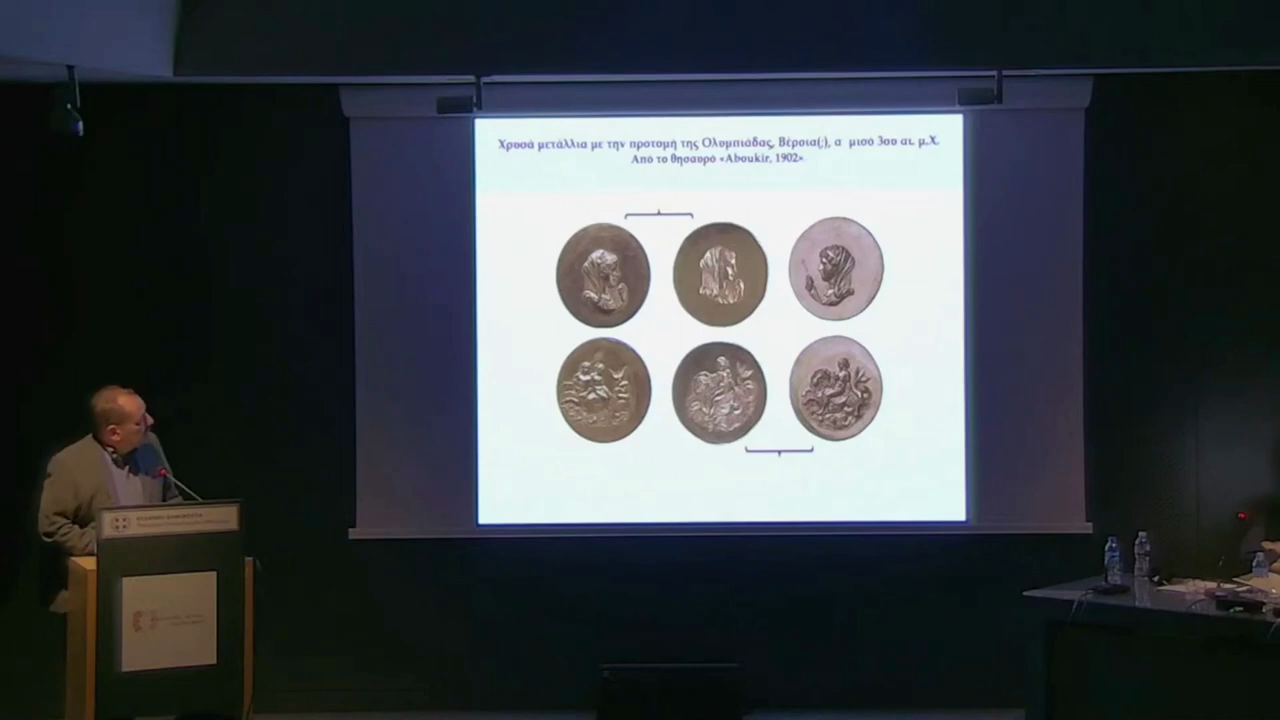 Χρυσά μετάλλια με την προτομή της Ολυμπιάδας, Βέροια(;), α μισό 3ου αι. μ.Χ.
Από το θησαυρό «Aboukir, 1902»